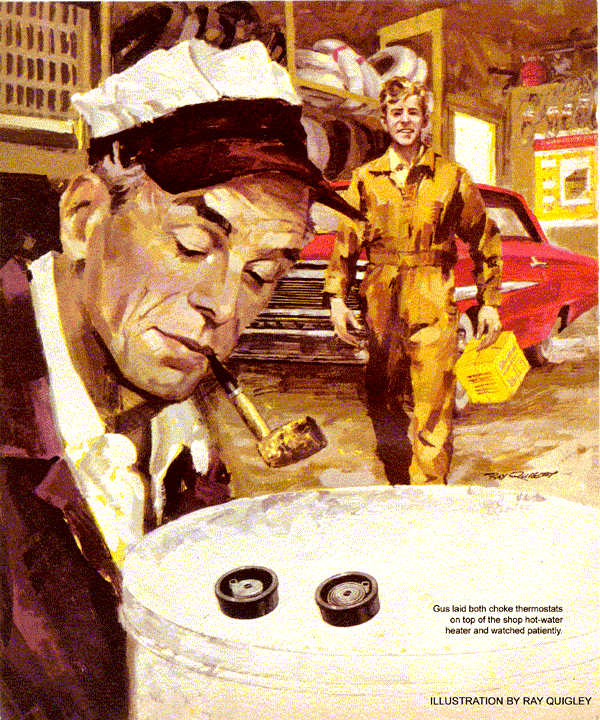 RAY QUIGLEY
Gus laid both choke thermostats
on top of the shop hot-water
heater and watched patiently.
ILLUSTRATION BY RAY QUIGLEY